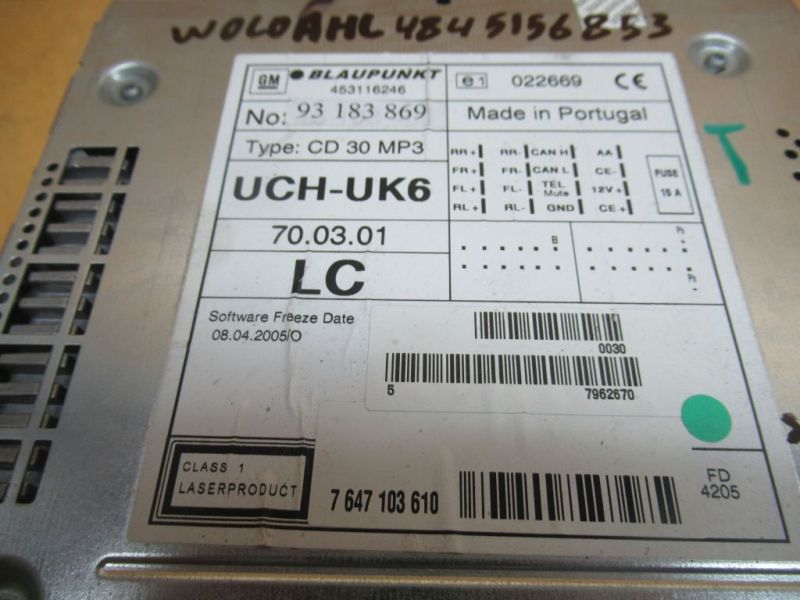 WOLOAHL4845156853
GM BLAUPUNKT
453116246
e1 022669 CE
No: 93 183 869
Made in Portugal
Type: CD 30 MP3
UCH-UK6
70.03.01
LC
RR+ RR- CAN H AA
FR+ FR- CAN L CE-
FL+ FL- TEL Mute 12V+
RL+ RL- GND CE+
FUSE
15 A
B
Ph
+
Ph
-
Software Freeze Date
08.04.2005/O
0030
5 7962670
CLASS 1
LASERPRODUCT
7 647 103 610
FD
4205
T